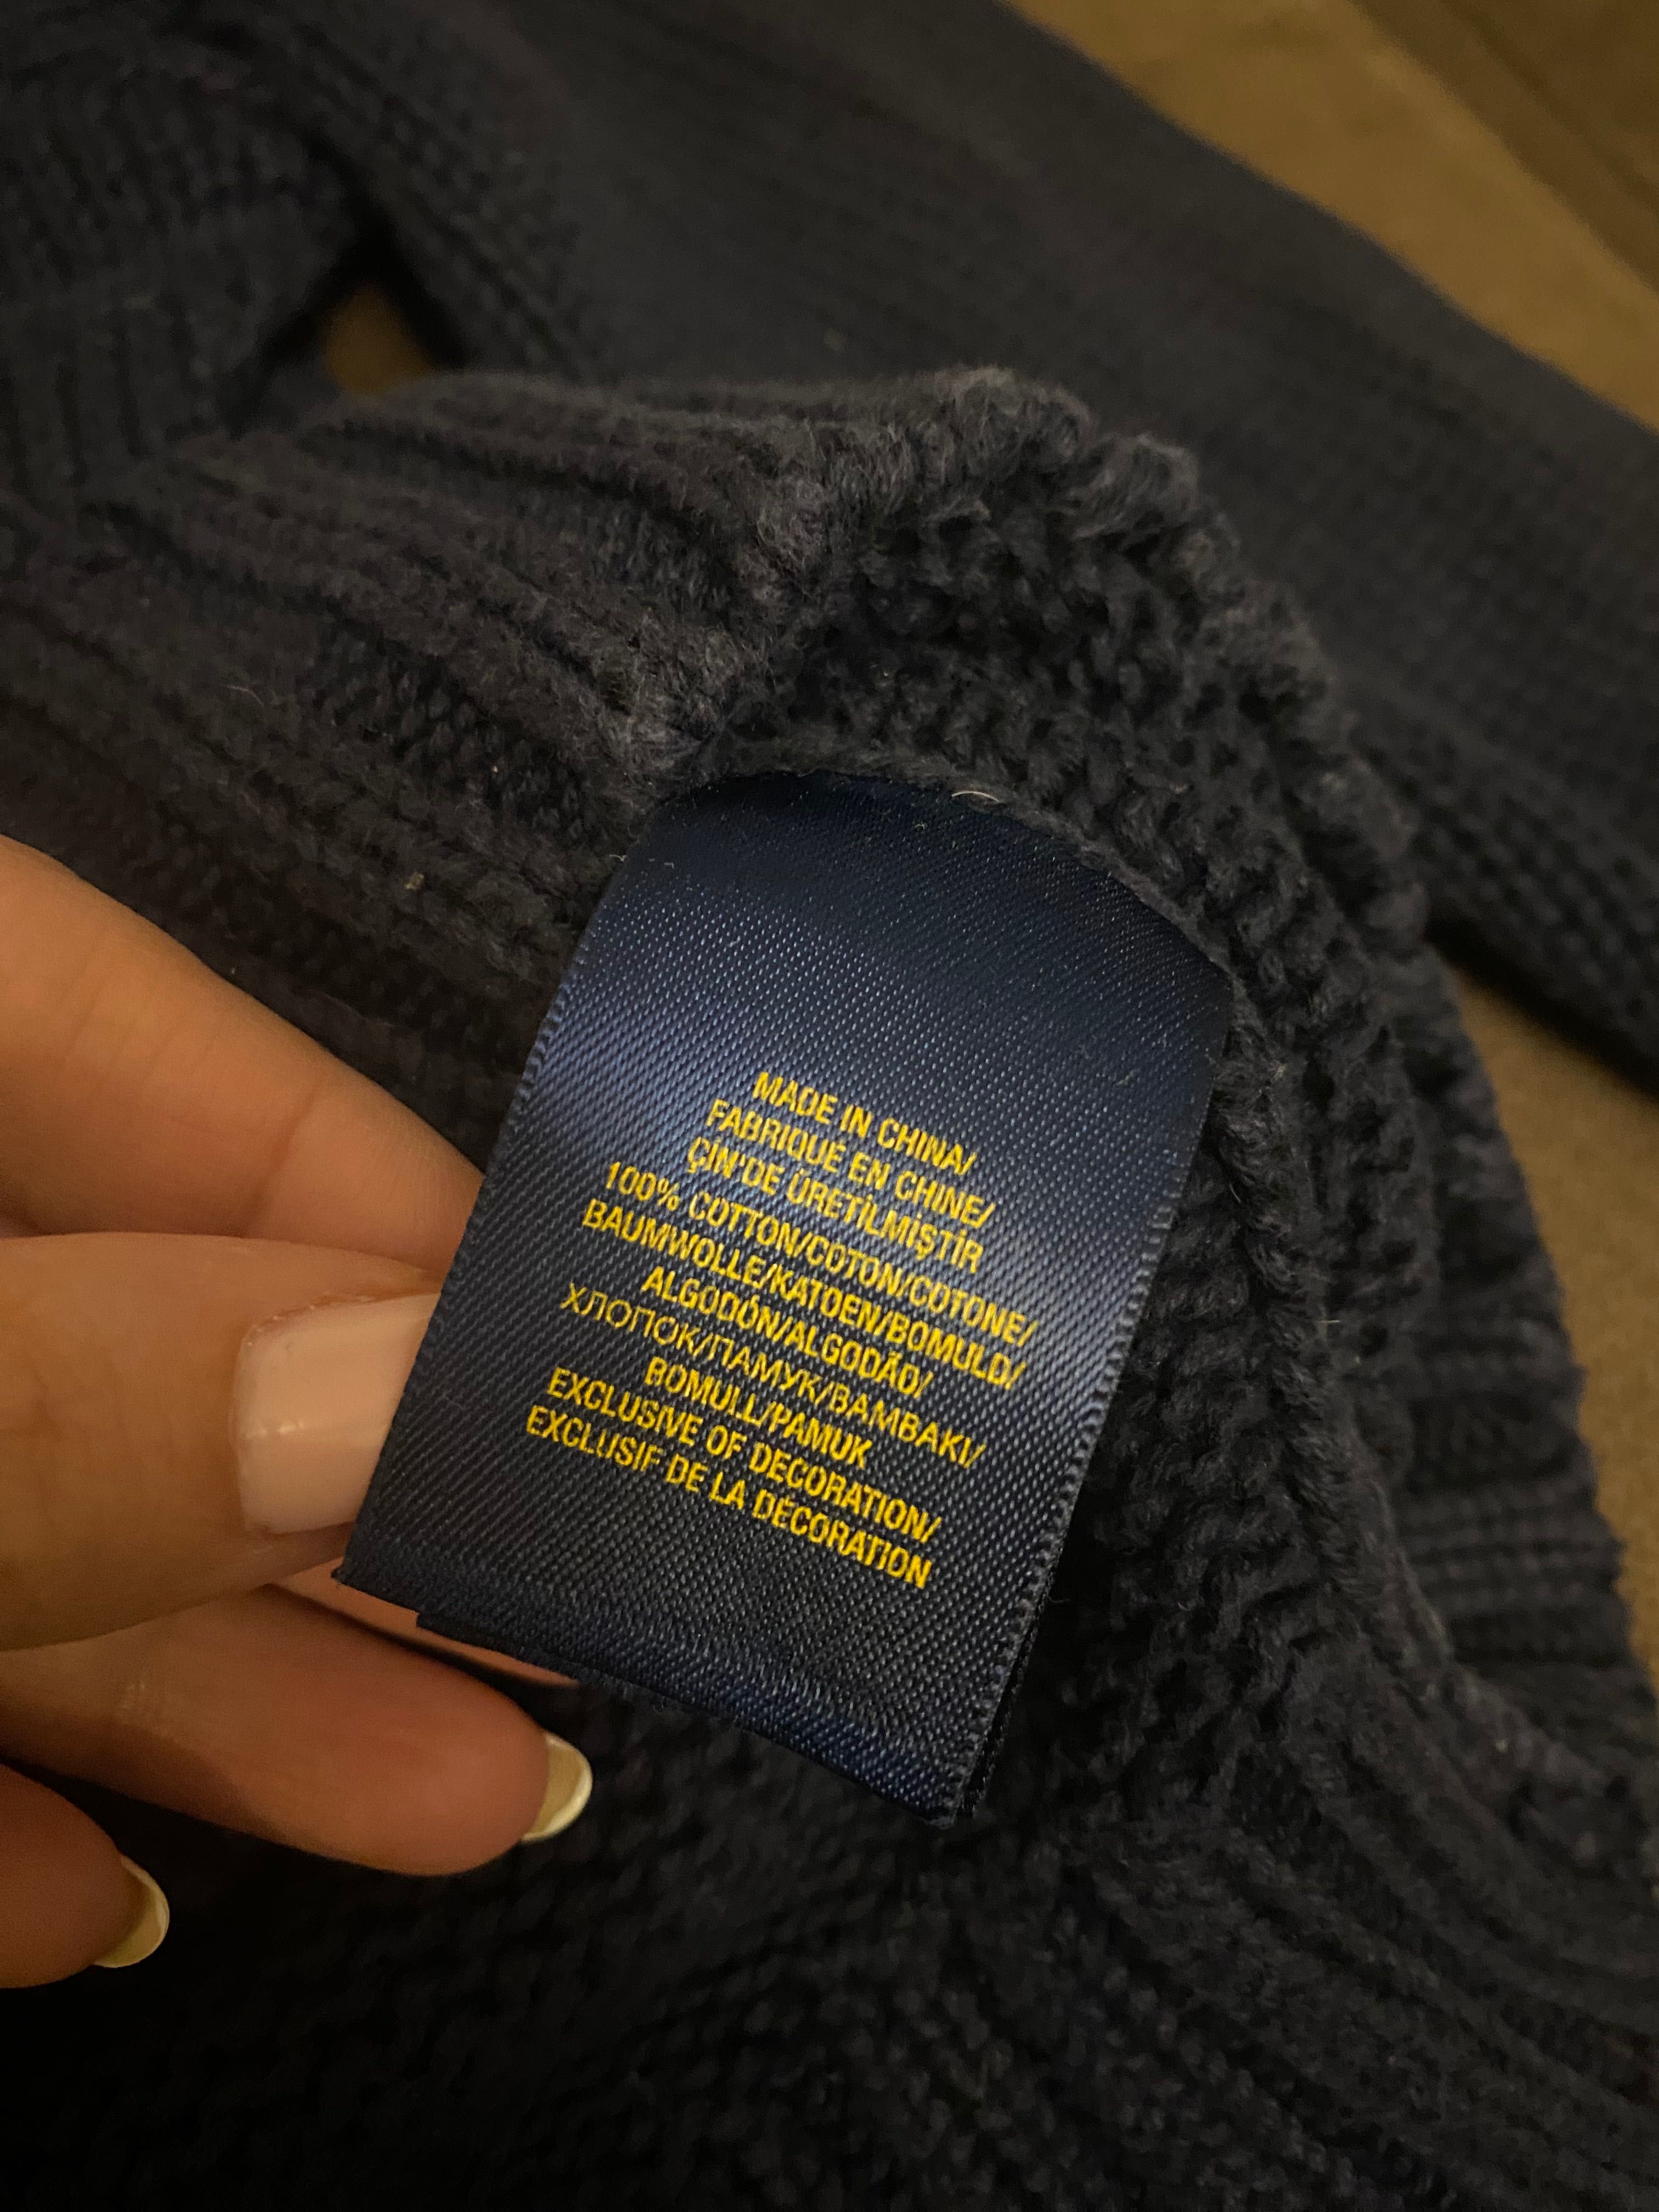 MADE IN CHINA/
FABRIQUÉ EN CHINE/
ÇIN'DE ÜRETİLMİŞTİR
100% COTTON/COTON/COTONE/
BAUMWOLLE/KATOEN/BOMULD/
ALGODÓN/ALGODÃO/
ХЛОПОК/ПАМУК/BAMBAKI/
BOMULL/PAMUK
EXCLUSIVE OF DECORATION/
EXCLUSIF DE LA DÉCORATION